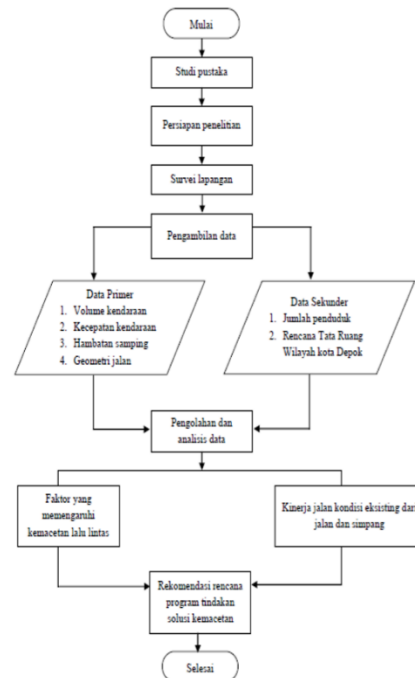 Mulai
Studi pustaka
Persiapan penelitian
Survei lapangan
Pengambilan data
Data Primer
1. Volume kendaraan
2. Kecepatan kendaraan
3. Hambatan samping
4. Geometri jalan
Data Sekunder
1. Jumlah penduduk
2. Rencana Tata Ruang
Wilayah kota Depok
Pengolahan dan
analisis data
Faktor yang
memengaruhi
kemacetan lalu lintas
Kinerja jalan kondisi eksisting dari
jalan dan simpang
Rekomendasi rencana
program tindakan
solusi kemacetan
Selesai